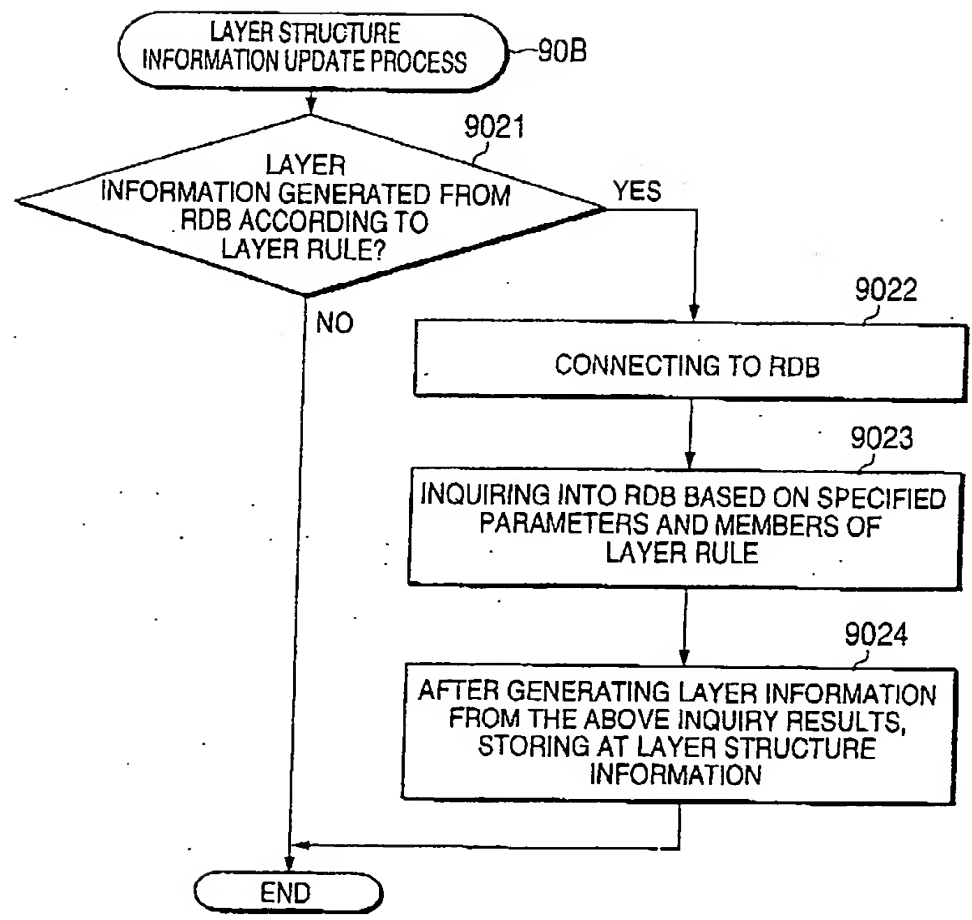 LAYER STRUCTURE
INFORMATION UPDATE PROCESS
90B
9021
LAYER
INFORMATION GENERATED FROM
RDB ACCORDING TO
LAYER RULE?
YES
NO
9022
CONNECTING TO RDB
9023
INQUIRING INTO RDB BASED ON SPECIFIED
PARAMETERS AND MEMBERS OF
LAYER RULE
9024
AFTER GENERATING LAYER INFORMATION
FROM THE ABOVE INQUIRY RESULTS,
STORING AT LAYER STRUCTURE
INFORMATION
END